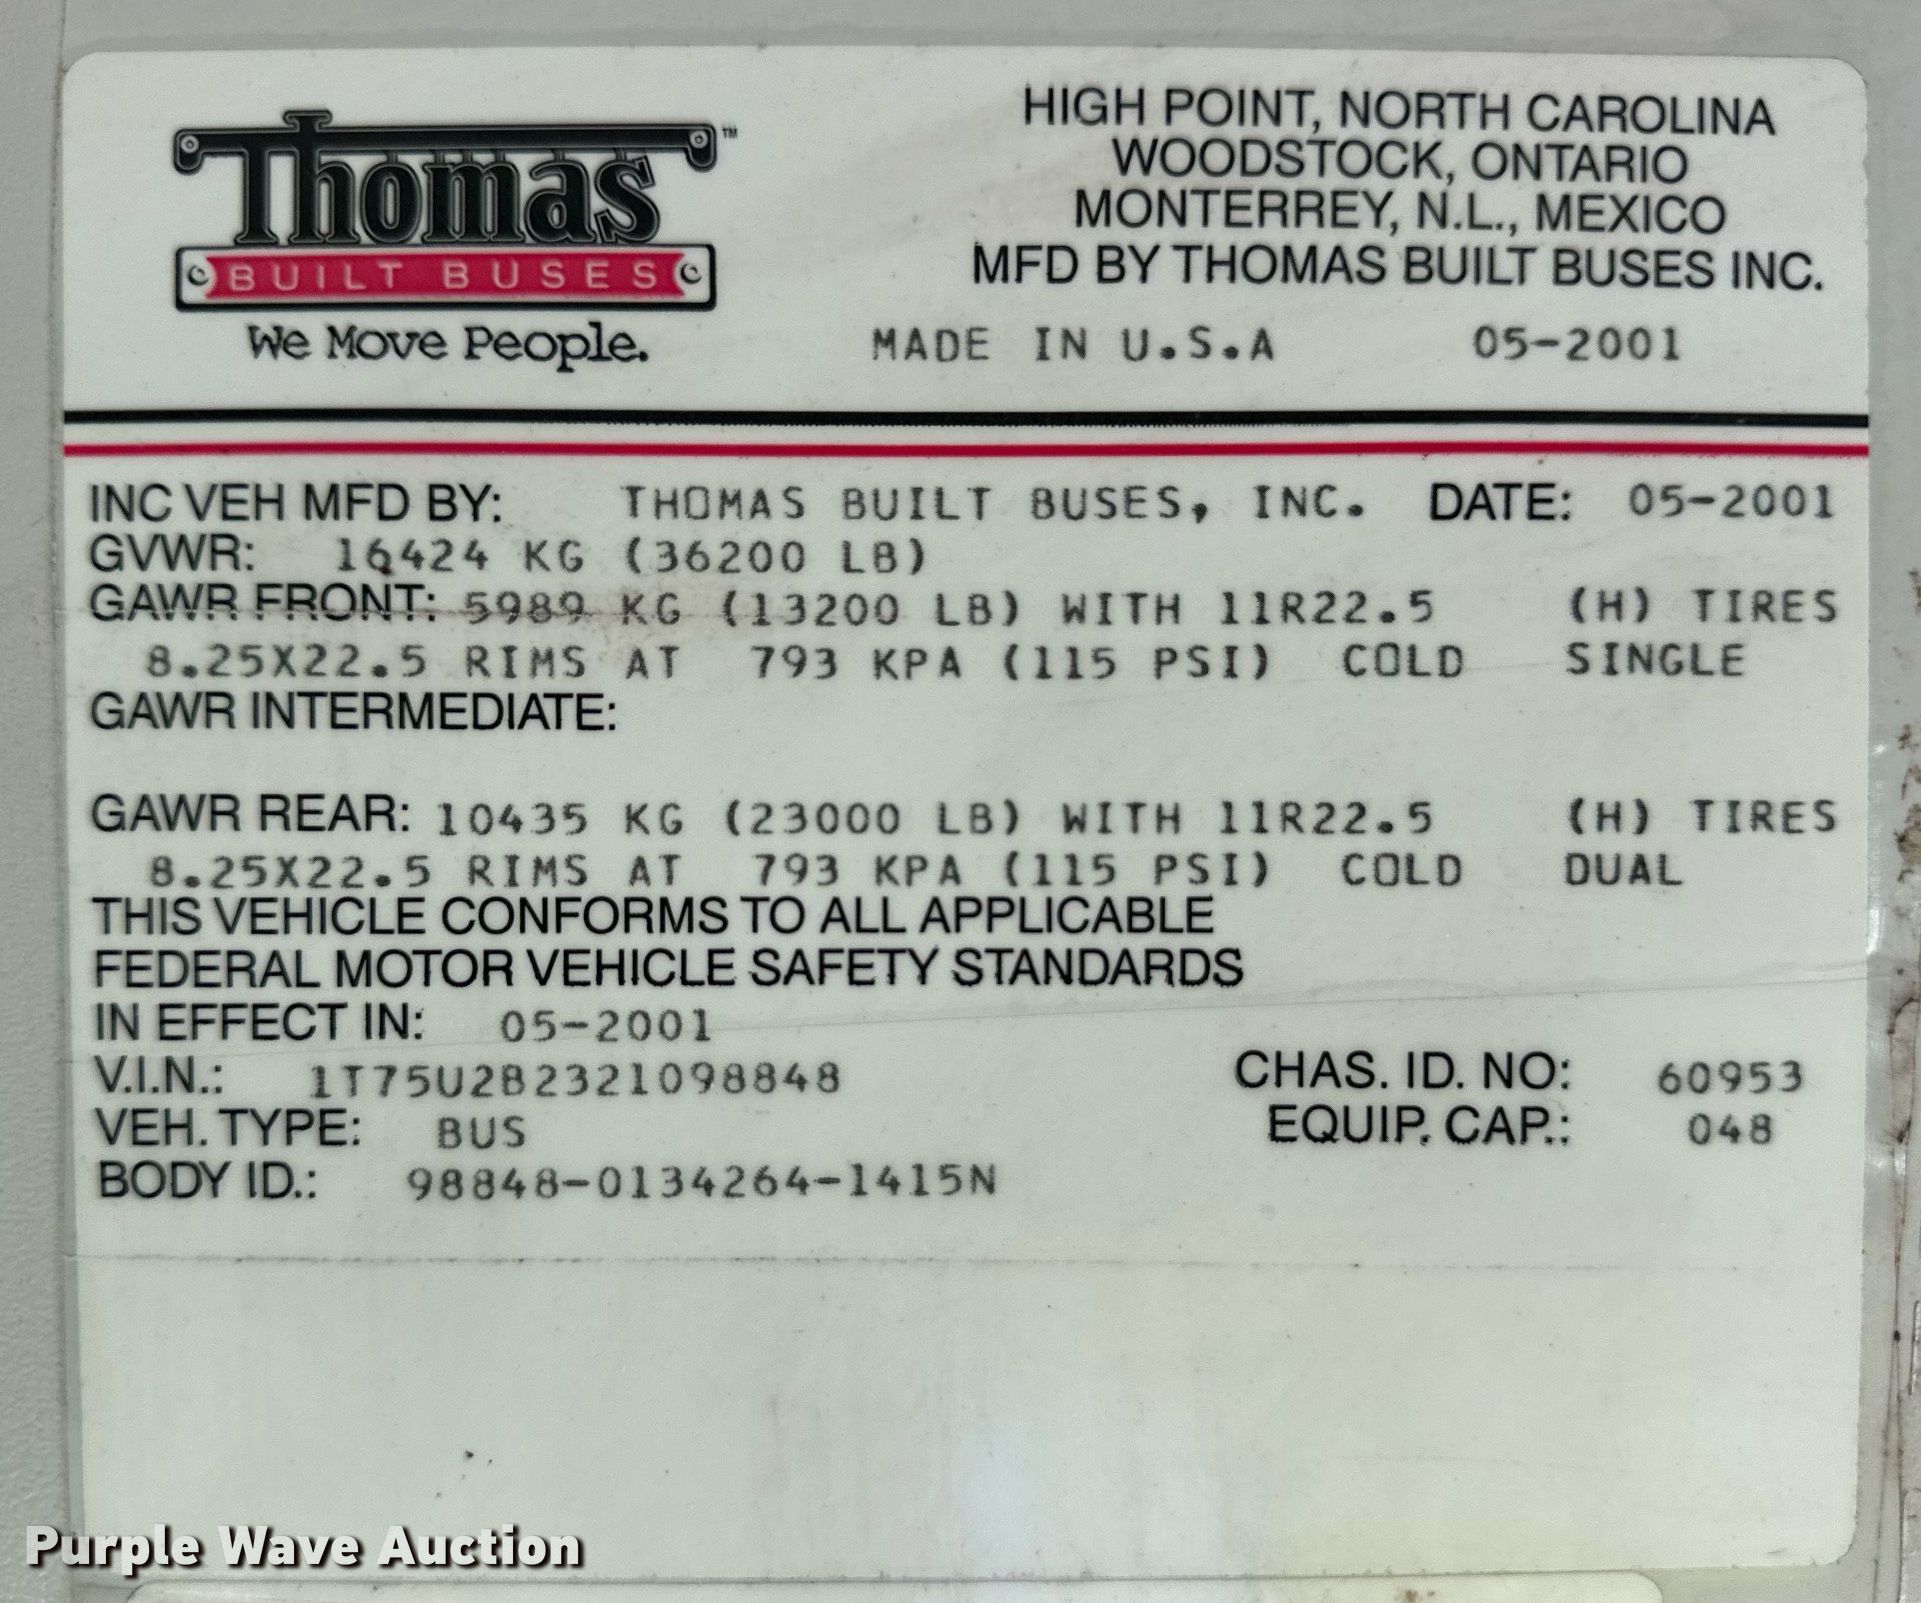 Thomas™
BUILT BUSES
We Move People.
HIGH POINT, NORTH CAROLINA
WOODSTOCK, ONTARIO
MONTERREY, N.L., MEXICO
MFD BY THOMAS BUILT BUSES INC.
MADE IN U.S.A 05-2001
INC VEH MFD BY: THOMAS BUILT BUSES, INC. DATE: 05-2001
GVWR: 16424 KG (36200 LB)
GAWR FRONT: 5989 KG (13200 LB) WITH 11R22.5 (H) TIRES
8.25X22.5 RIMS AT 793 KPA (115 PSI) COLD SINGLE
GAWR INTERMEDIATE:
GAWR REAR: 10435 KG (23000 LB) WITH 11R22.5 (H) TIRES
8.25X22.5 RIMS AT 793 KPA (115 PSI) COLD DUAL
THIS VEHICLE CONFORMS TO ALL APPLICABLE
FEDERAL MOTOR VEHICLE SAFETY STANDARDS
IN EFFECT IN: 05-2001
V.I.N.: 1T75U2B2321098848 CHAS. ID. NO: 60953
VEH. TYPE: BUS EQUIP. CAP.: 048
BODY ID.: 98848-0134264-1415N
Purple Wave Auction